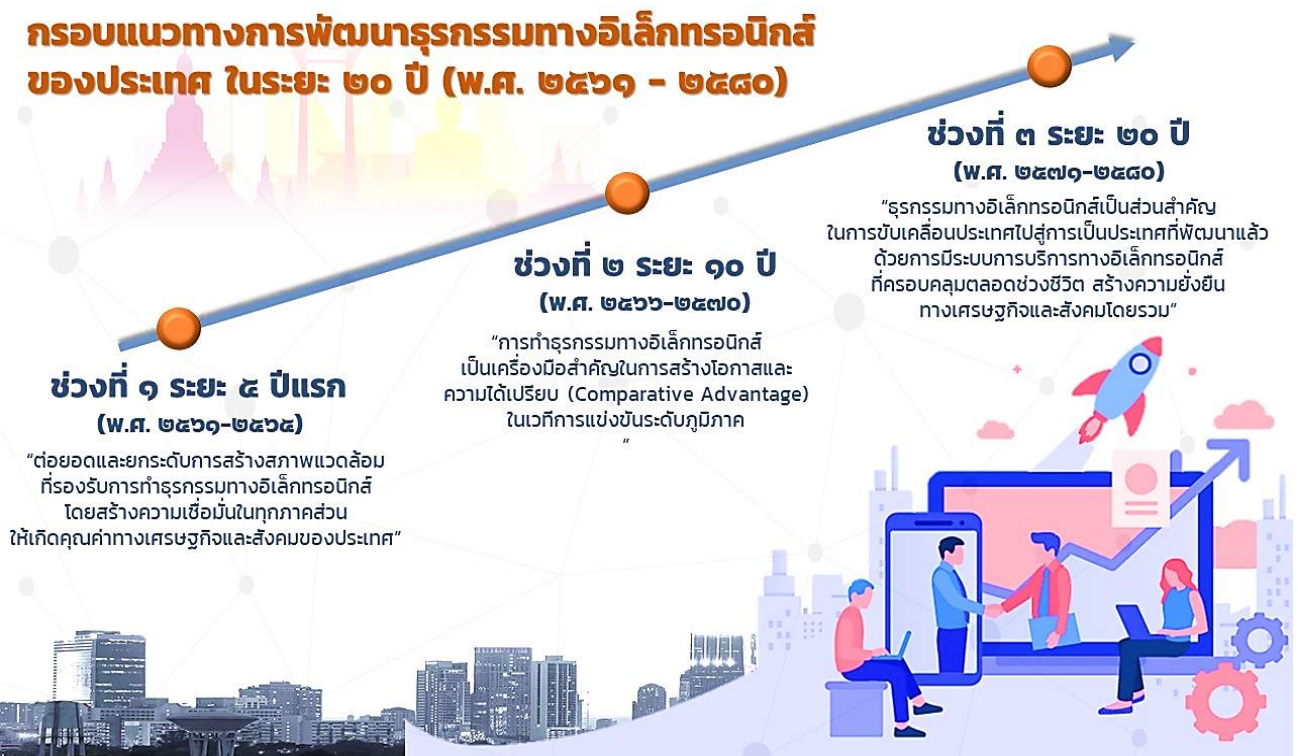 กรอบแนวทางการพัฒนาธุรกรรมทางอิเล็กทรอนิกส์
ของประเทศ ในระยะ ๒๐ ปี (พ.ศ. ๒๕๖๑ - ๒๕๘๐)
ช่วงที่ ๑ ระยะ ๕ ปีแรก
(พ.ศ. ๒๕๖๑-๒๕๖๕)
"ต่อยอดและยกระดับการสร้างสภาพแวดล้อม
ที่รองรับการทำธุรกรรมทางอิเล็กทรอนิกส์
โดยสร้างความเชื่อมั่นในทุกภาคส่วน
ให้เกิดคุณค่าทางเศรษฐกิจและสังคมของประเทศ"
ช่วงที่ ๒ ระยะ ๑๐ ปี
(พ.ศ. ๒๕๖๖-๒๕๗๐)
"การทำธุรกรรมทางอิเล็กทรอนิกส์
เป็นเครื่องมือสำคัญในการสร้างโอกาสและ
ความได้เปรียบ (Comparative Advantage)
ในเวทีการแข่งขันระดับภูมิภาค
"
ช่วงที่ ๓ ระยะ ๒๐ ปี
(พ.ศ. ๒๕๗๑-๒๕๘๐)
"ธุรกรรมทางอิเล็กทรอนิกส์เป็นส่วนสำคัญ
ในการขับเคลื่อนประเทศไปสู่การเป็นประเทศที่พัฒนาแล้ว
ด้วยการมีระบบการบริการทางอิเล็กทรอนิกส์
ที่ครอบคลุมตลอดช่วงชีวิต สร้างความยั่งยืน
ทางเศรษฐกิจและสังคมโดยรวม"